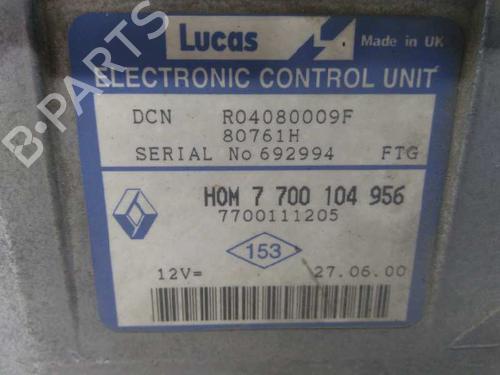 Lucas
Made in UK
ELECTRONIC CONTROL UNIT
DCN R04080009F
80761H
SERIAL No 692994 FTG
HOM 7 700 104 956
7700111205
153
12V= 27.06.00
B-PARTS